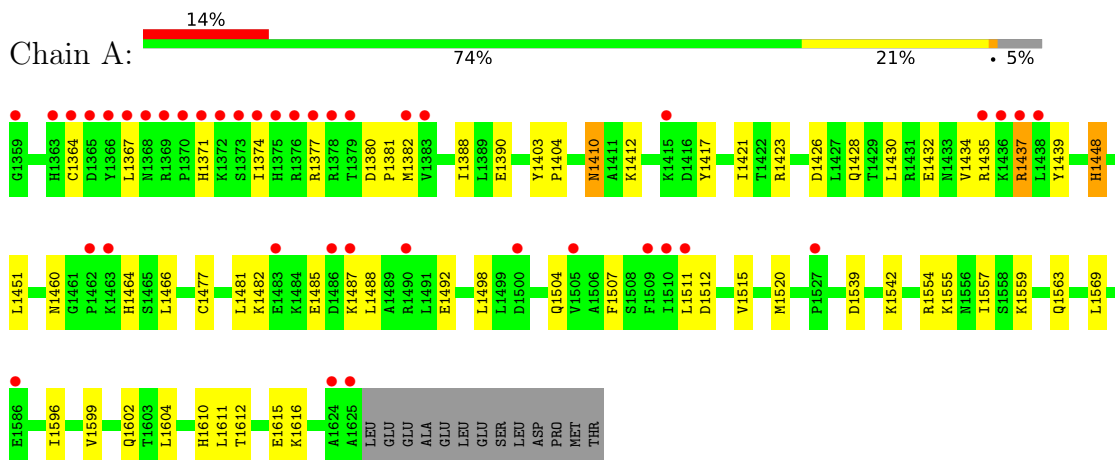 14%
Chain A:
74% 21% • 5%
G1359 H1363 C1364 D1365 Y1366 L1367 N1368 R1369 P1370 H1371 K1372 S1373 I1374 H1375 R1376 R1377 R1378 T1379 D1380 P1381 M1382 V1383 I1388 L1389 E1390 Y1403 P1404 N1410 A1411 K1412 K1415 D1416 Y1417 I1421 T1422 R1423 D1426 L1427 Q1428 T1429 L1430 R1431 E1432 N1433 V1434 R1435 K1436 R1437 L1438 Y1439 H1448
L1451 N1460 G1461 P1462 K1463 H1464 S1465 L1466 C1477 L1481 K1482 E1483 K1484 E1485 D1486 K1487 L1488 A1489 R1490 L1491 E1492 L1498 L1499 D1500 Q1504 V1505 A1506 F1507 S1508 F1509 I1510 L1511 D1512 V1515 M1520 P1527 D1539 K1542 R1554 K1555 N1556 I1557 S1558 K1559 Q1563 L1569
E1586 I1596 V1599 Q1602 T1603 L1604 H1610 L1611 T1612 E1615 K1616 A1624 A1625 LEU GLU GLU ALA GLU LEU GLU SER LEU ASP PRO MET THR